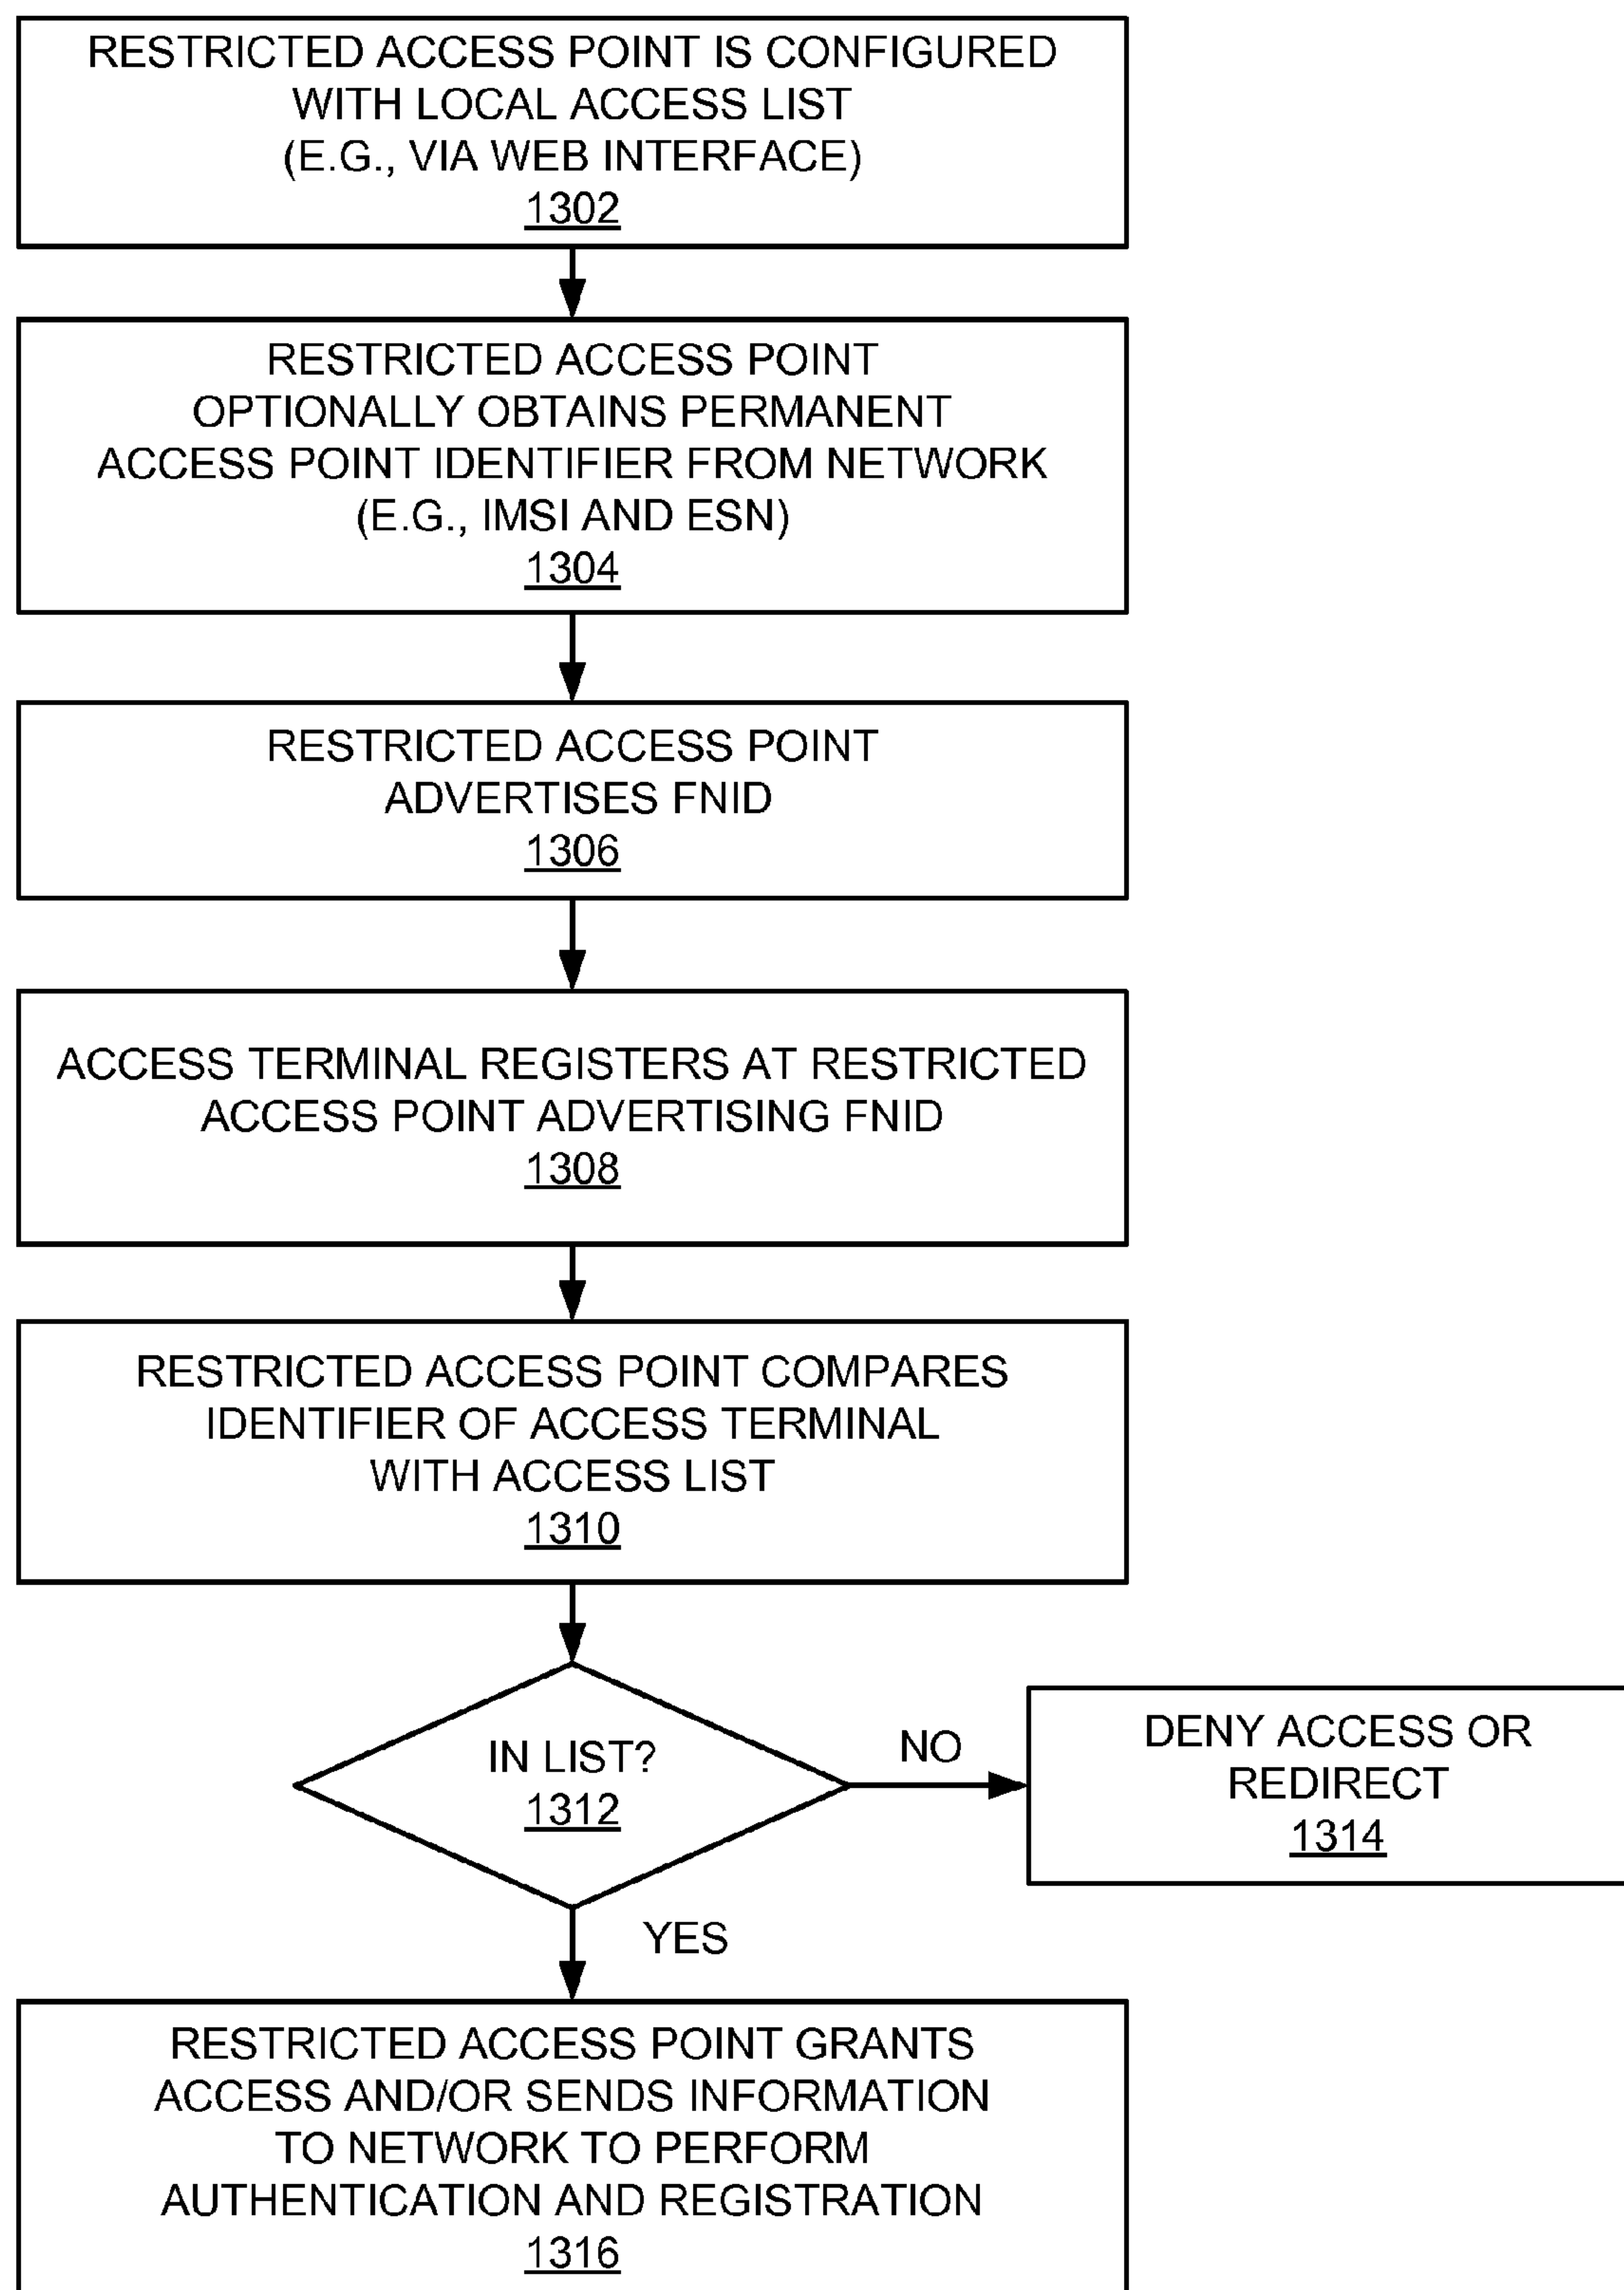 RESTRICTED ACCESS POINT IS CONFIGURED
WITH LOCAL ACCESS LIST
(E.G., VIA WEB INTERFACE)
1302
RESTRICTED ACCESS POINT
OPTIONALLY OBTAINS PERMANENT
ACCESS POINT IDENTIFIER FROM NETWORK
(E.G., IMSI AND ESN)
1304
RESTRICTED ACCESS POINT
ADVERTISES FNID
1306
ACCESS TERMINAL REGISTERS AT RESTRICTED
ACCESS POINT ADVERTISING FNID
1308
RESTRICTED ACCESS POINT COMPARES
IDENTIFIER OF ACCESS TERMINAL
WITH ACCESS LIST
1310
IN LIST?
1312
NO
DENY ACCESS OR
REDIRECT
1314
YES
RESTRICTED ACCESS POINT GRANTS
ACCESS AND/OR SENDS INFORMATION
TO NETWORK TO PERFORM
AUTHENTICATION AND REGISTRATION
1316